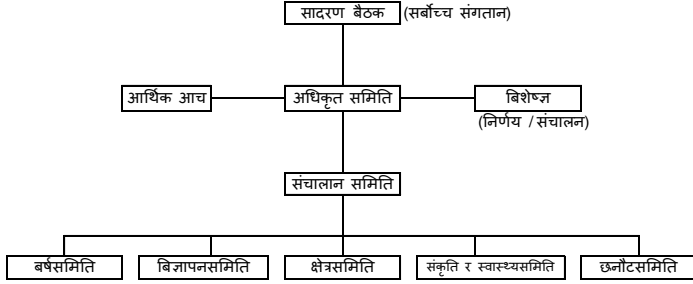 सादरण बैठक (सर्बोच्च संगतान)
आर्थिक आच अधिकृत समिति बिशेष्ज्ञ
(निर्णय / संचालन)
संचालान समिति
बर्षसमिति बिज्ञापनसमिति क्षेत्रसमिति संकृति र स्वास्थ्यसमिति छनौटसमिति